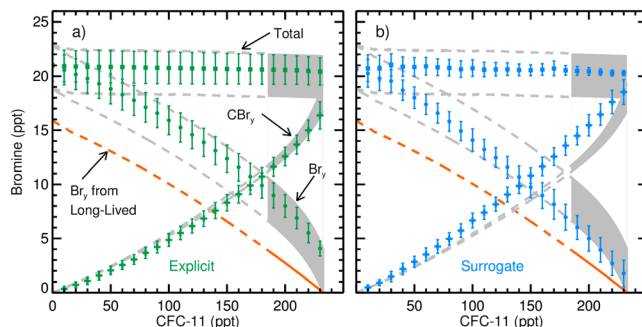 a)
Total
CBry
Bry
Bry from
Long-Lived
Explicit
Bromine (ppt)
0
5
10
15
20
25
0
50
100
150
200
CFC-11 (ppt)
b)
Surrogate
0
50
100
150
200
CFC-11 (ppt)